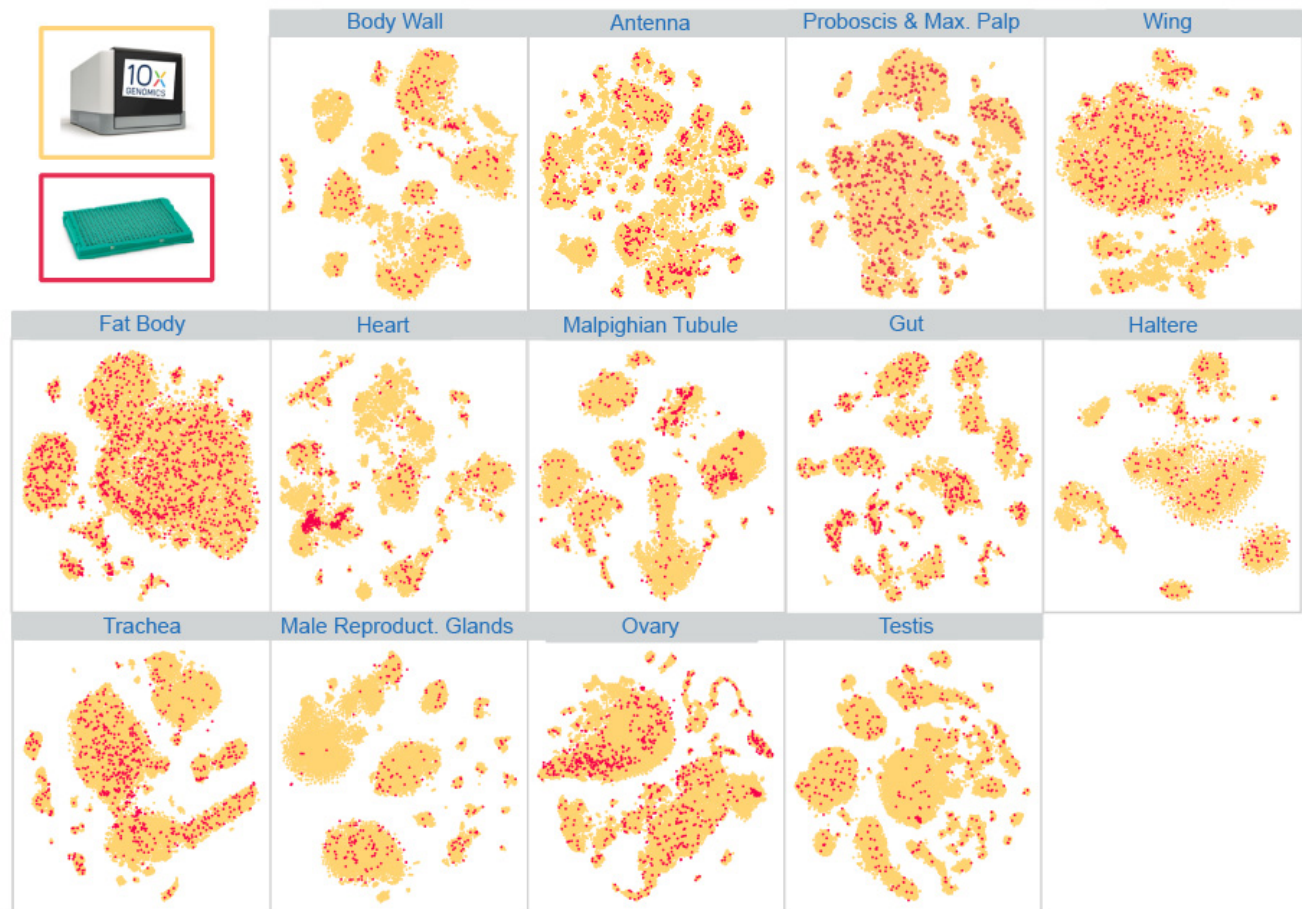 10x
GENOMICS
Body Wall
Antenna
Proboscis & Max. Palp
Wing
Fat Body
Heart
Malpighian Tubule
Gut
Haltere
Trachea
Male Reproduct. Glands
Ovary
Testis